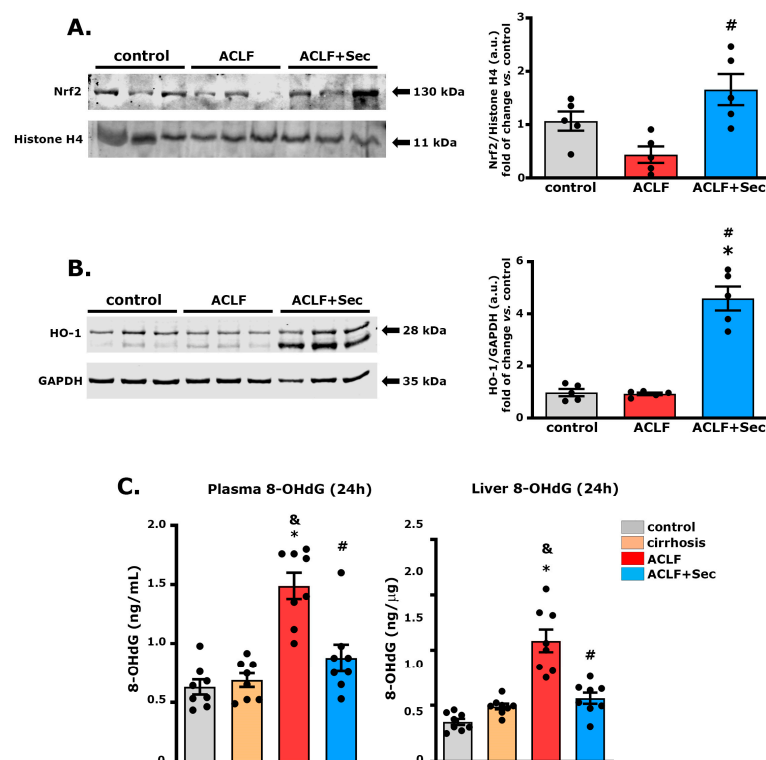 A.
control ACLF ACLF+Sec
Nrf2 130 kDa
Histone H4 11 kDa
Nrf2/Histone H4 (a.u.)
fold of change vs. control
3
2
1
0
#
control ACLF ACLF+Sec
B.
control ACLF ACLF+Sec
HO-1 28 kDa
GAPDH 35 kDa
HO-1/GAPDH (a.u.)
fold of change vs. control
6
4
2
0
#
*
control ACLF ACLF+Sec
C.
Plasma 8-OHdG (24h)
8-OHdG (ng/mL)
2.0
1.5
1.0
0.5
&
*
#
Liver 8-OHdG (24h)
8-OHdG (ng/μg)
2.5
2.0
1.5
1.0
0.5
&
*
#
control
cirrhosis
ACLF
ACLF+Sec